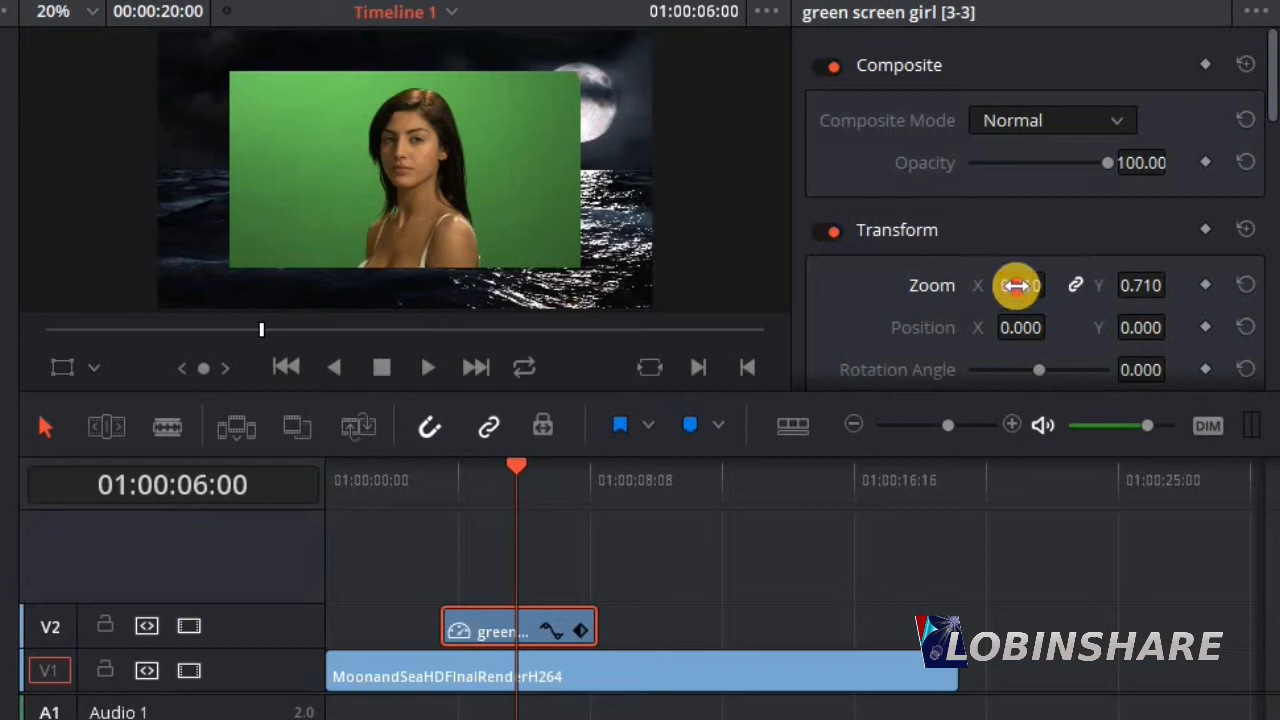 20% 00:00:20:00 Timeline 1 01:00:06:00 green screen girl [3-3]
Composite
Composite Mode Normal
Opacity 100.00
Transform
Zoom X Y 0.710
Position X 0.000 Y 0.000
Rotation Angle 0.000
DIM
01:00:06:00 01:00:00:00 01:00:08:08 01:00:16:16 01:00:25:00
V2 green...
LOBINSHARE
V1 MoonandSeaHDFInalRenderH264
A1 Audio 1 2.0